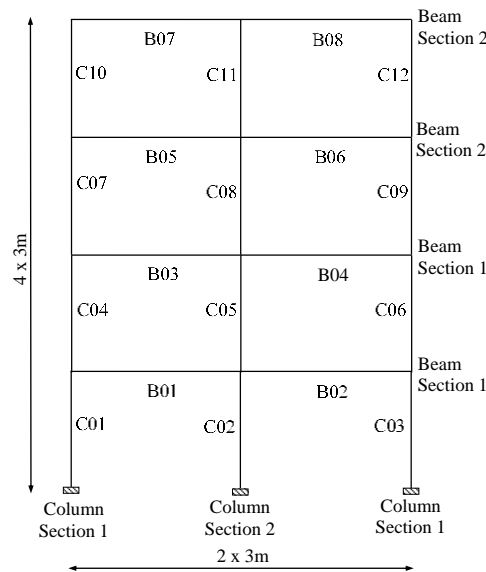 Beam
Section 2
B07
B08
C10
C11
C12
Beam
Section 2
B05
B06
C07
C08
C09
4 x 3m
Beam
Section 1
B03
B04
C04
C05
C06
Beam
Section 1
B01
B02
C01
C02
C03
Column
Section 1
Column
Section 2
Column
Section 1
2 x 3m